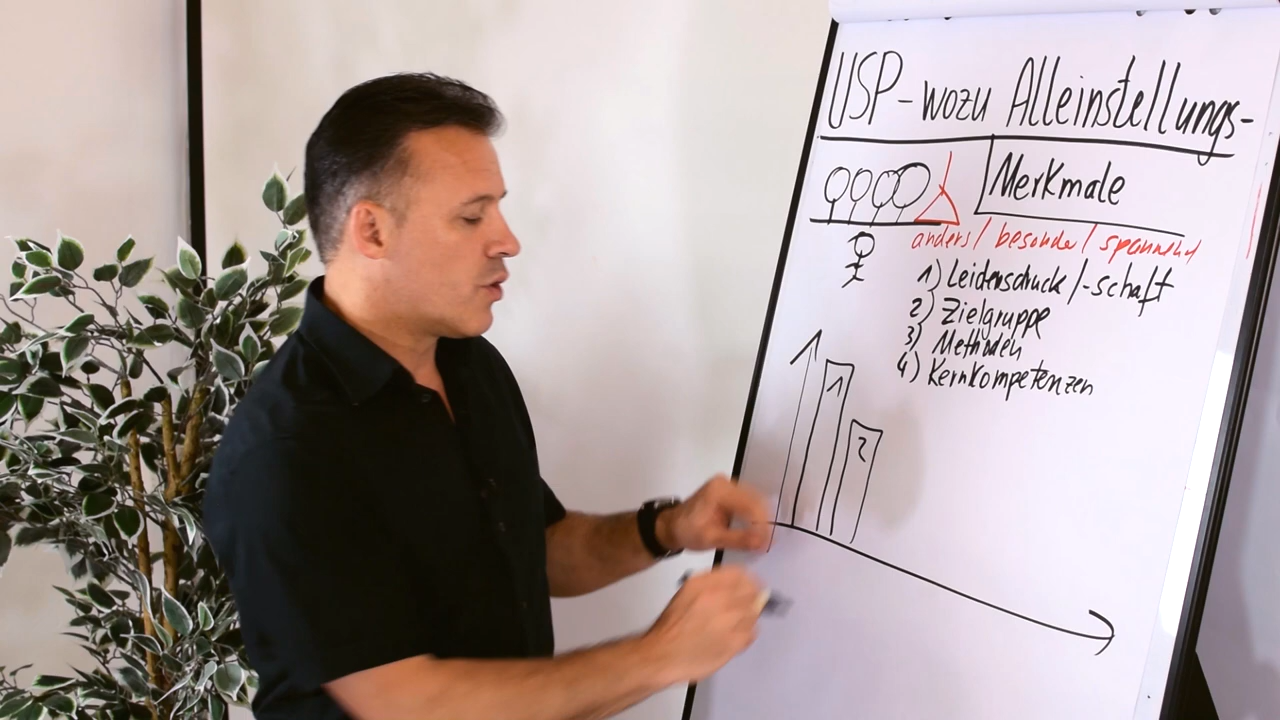 USP - wozu Alleinstellungs-
Merkmale
anders / besonders / spannend
1) Leidensdruck / -schaft
2) Zielgruppe
3) Methoden
4) Kernkompetenzen
1
2